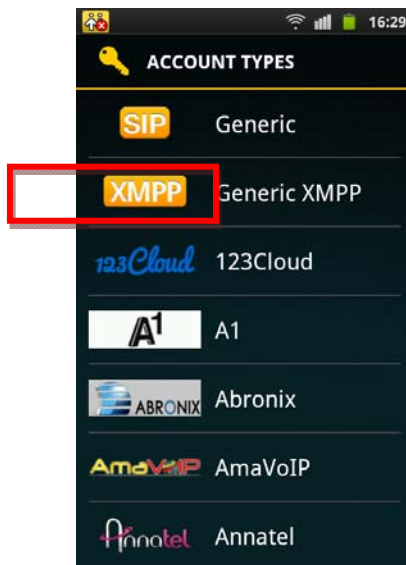 16:29
ACCOUNT TYPES
SIP Generic
XMPP Generic XMPP
123Cloud 123Cloud
A1 A1
ABRONIX Abronix
AmaVoIP AmaVoIP
Annatel Annatel